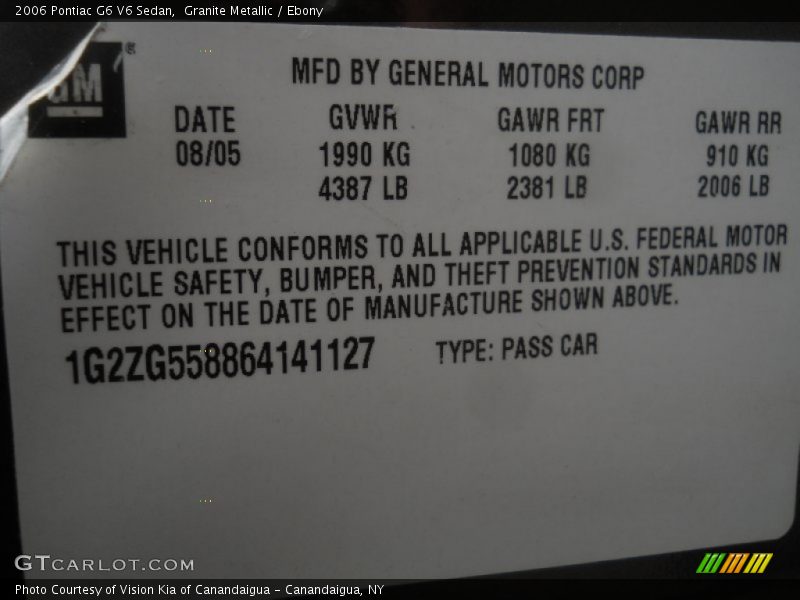 2006 Pontiac G6 V6 Sedan,  Granite Metallic / Ebony
GM®
MFD BY GENERAL MOTORS CORP
DATE GVWR GAWR FRT GAWR RR
08/05 1990 KG 1080 KG 910 KG
4387 LB 2381 LB 2006 LB
THIS VEHICLE CONFORMS TO ALL APPLICABLE U.S. FEDERAL MOTOR
VEHICLE SAFETY, BUMPER, AND THEFT PREVENTION STANDARDS IN
EFFECT ON THE DATE OF MANUFACTURE SHOWN ABOVE.
1G2ZG558864141127 TYPE: PASS CAR
GTCARLOT.COM
Photo Courtesy of Vision Kia of Canandaigua - Canandaigua, NY